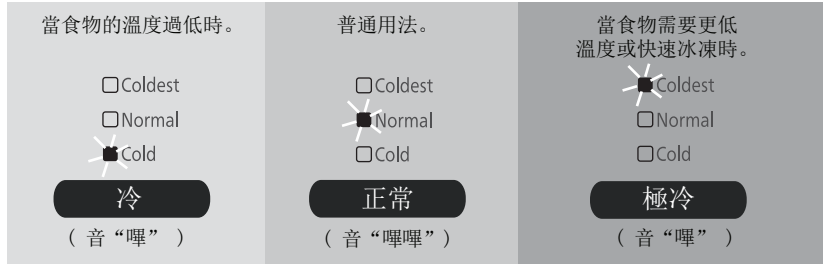 當食物的溫度過低時。
Coldest
Normal
Cold
冷
( 音“嗶” )
普通用法。
Coldest
Normal
Cold
正常
( 音“嗶嗶”)
當食物需要更低
溫度或快速冰凍時。
Coldest
Normal
Cold
極冷
( 音“嗶” )